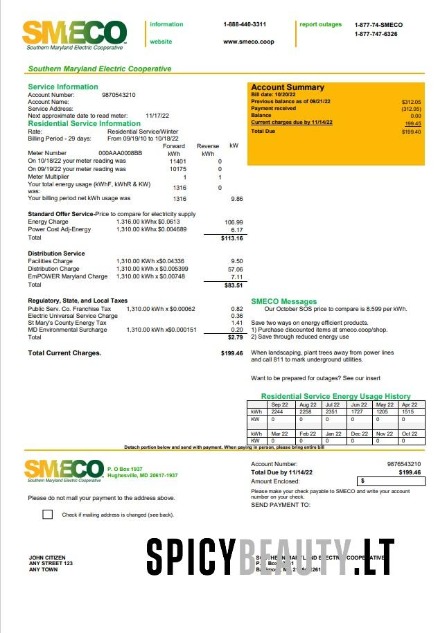 SMECO
Southern Maryland Electric Cooperative
information 1-888-440-3311
website www.smeco.coop
report outages 1-877-74-SMECO
1-877-747-6326
Southern Maryland Electric Cooperative
Service Information
Account Number: 9870543210
Account Name:
Service Address:
Next approximate date to read meter: 11/17/22
Residential Service Information
Rate: Residential Service/Winter
Billing Period - 29 days: From 09/19/10 to 10/18/22
Forward Reverse kW
Meter Number 000AAA0008BB kWh kWh
On 10/18/22 your meter reading was 11401 0
On 09/19/22 your meter reading was 10175 0
Meter Multiplier 1 1
Your total energy usage (kWhF, kWhR & KW) was: 1316 0
Your billing period net kWh usage was 1316 9.86
Standard Offer Service-Price to compare for electricity supply
Energy Charge 1,316.00 kWhx $0.0813 106.99
Power Cost Adj-Energy 1,310.00 kWhx $0.004689 6.17
Total $113.16
Distribution Service
Facilities Charge 1,310.00 KWh x$0.04336 9.50
Distribution Charge 1,310.00 kWh x$0.005399 57.06
EmPOWER Maryland Charge 1,310.00 kWh x $0.00748 7.11
Total $83.51
Regulatory, State, and Local Taxes
Public Serv. Co. Franchise Tax 1,310.00 kWh x $0.00062 0.82
Electric Universal Service Charge 0.36
St Mary's County Energy Tax 1.41
MD Environmental Surcharge 1,310.00 kWh x$0.000151 0.20
Total $2.79
Total Current Charges. $199.46
Account Summary
Bill date: 10/20/22
Previous balance as of 09/21/22 $312.05
Payment received (312.05)
Balance 0.00
Current charges due by 11/14/22 199.45
Total Due $199.40
SMECO Messages
Our October SOS price to compare is 8.599 per kWh.
Save two ways on energy efficient products.
1) Purchase discounted items at smeco.coop/shop.
2) Save through reduced energy use
When landscaping, plant trees away from power lines
and call 811 to mark underground utilities.
Want to be prepared for outages? See our insert
Residential Service Energy Usage History
Sep 22 Aug 22 Jul 22 Jun 22 May 22 Apr 22
kWh 2244 2258 2351 1727 1205 1515
KW 0 0 0 0 0 0
Mar 22 Feb 22 Jan 22 Dec 22 Nov 22 Oct 22
kWh
KW 0 0 0 0 0 0
Detach portion below and send with payment. When paying in person, please bring entire bill
SMECO
Southern Maryland Electric Cooperative
P. O Box 1937
Hughesville, MD 20617-1937
Please do not mail your payment to the address above.
Check if mailing address is changed (see back).
Account Number: 9876543210
Total Due by 11/14/22 $199.46
Amount Enclosed $
Please make your check payable to SMECO and write your account
number on your check.
SEND PAYMENT TO:
JOHN CITIZEN
ANY STREET 123
ANY TOWN
SPICYBEAUTY.LT